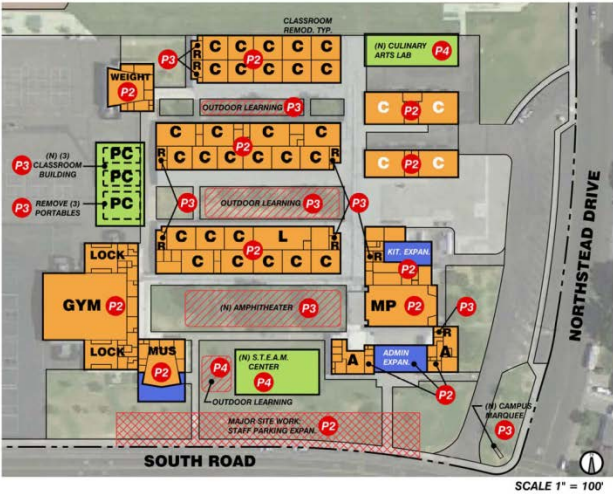 CLASSROOM
REMOD. TYP.
C C C C C
P3
R
R
P2
C C C C C
(N) CULINARY
ARTS LAB
P4
WEIGHT
P2
OUTDOOR LEARNING
P3
C P2 C
C C C C
P2
R C C C C C C R
(N) (3)
CLASSROOM
BUILDING
P3
PC
PC
PC
C P2 C
P3 REMOVE (3)
PORTABLES
P3
OUTDOOR LEARNING P3
P3
C C C L
R
C C C C P2 C
R
R
KIT. EXPAN.
P2
LOCK
GYM P2
LOCK
(N) AMPHITHEATER
P3
MP P2
P3
R
MUS
P2
P4
(N) S.T.E.A.M.
CENTER
P4
OUTDOOR LEARNING
A
ADMIN
EXPAN.
A
P2
(N) CAMPUS
MARQUEE
P3
MAJOR SITE WORK:
STAFF PARKING EXPAN.
P2
NORTHSTEAD DRIVE
SOUTH ROAD
SCALE 1" = 100'